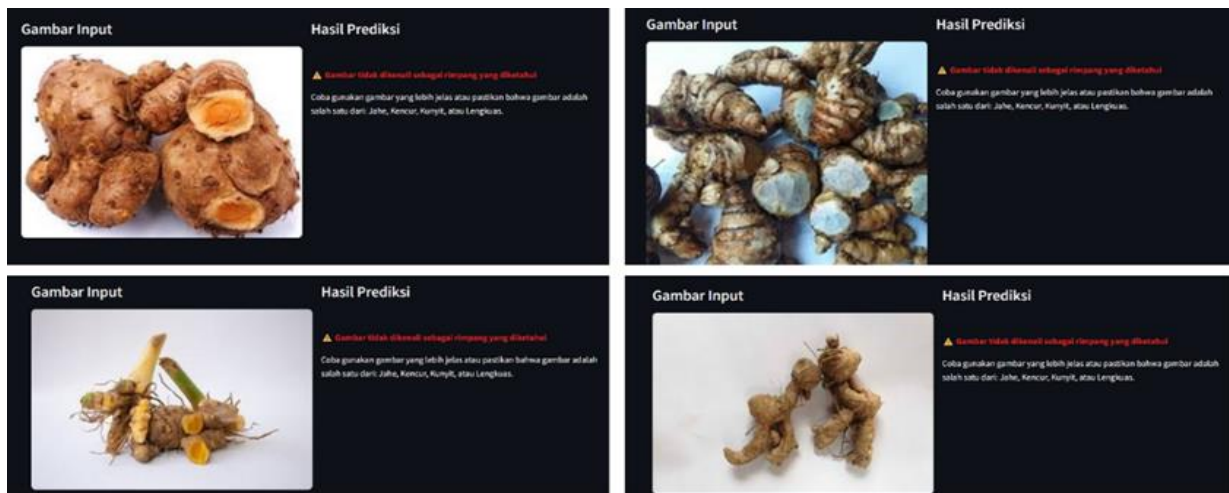 Gambar Input
Hasil Prediksi
⚠ Gambar tidak dikenali sebagai rimpang yang diketahui
Coba gunakan gambar yang lebih jelas atau pastikan bahwa gambar adalah
salah satu dari: Jahe, Kencur, Kunyit, atau Lengkuas.
Gambar Input
Hasil Prediksi
⚠ Gambar tidak dikenali sebagai rimpang yang diketahui
Coba gunakan gambar yang lebih jelas atau pastikan bahwa gambar adalah
salah satu dari: Jahe, Kencur, Kunyit, atau Lengkuas.
Gambar Input
Hasil Prediksi
⚠ Gambar tidak dikenali sebagai rimpang yang diketahui
Coba gunakan gambar yang lebih jelas atau pastikan bahwa gambar adalah
salah satu dari: Jahe, Kencur, Kunyit, atau Lengkuas.
Gambar Input
Hasil Prediksi
⚠ Gambar tidak dikenali sebagai rimpang yang diketahui
Coba gunakan gambar yang lebih jelas atau pastikan bahwa gambar adalah
salah satu dari: Jahe, Kencur, Kunyit, atau Lengkuas.